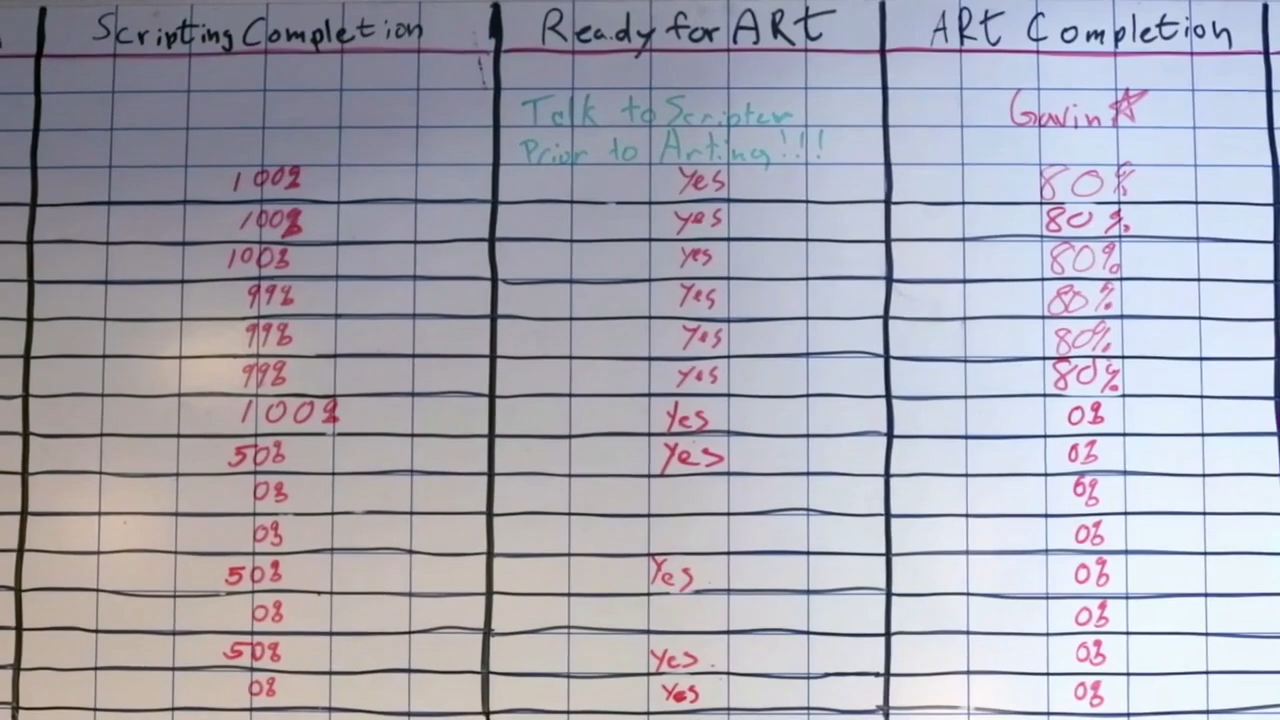 Scripting Completion Ready for ARt ARt Completion
Talk to Scripter Gavin
Prior to Arting!!!
100% Yes 80%
100% yes 80%
100% yes 80%
99% Yes 80%
99% Yes 80%
99% yes 80%
100% Yes 0%
50% Yes 0%
0% 0%
0% 0%
50% Yes 0%
0% 0%
50% Yes 0%
0% Yes 0%